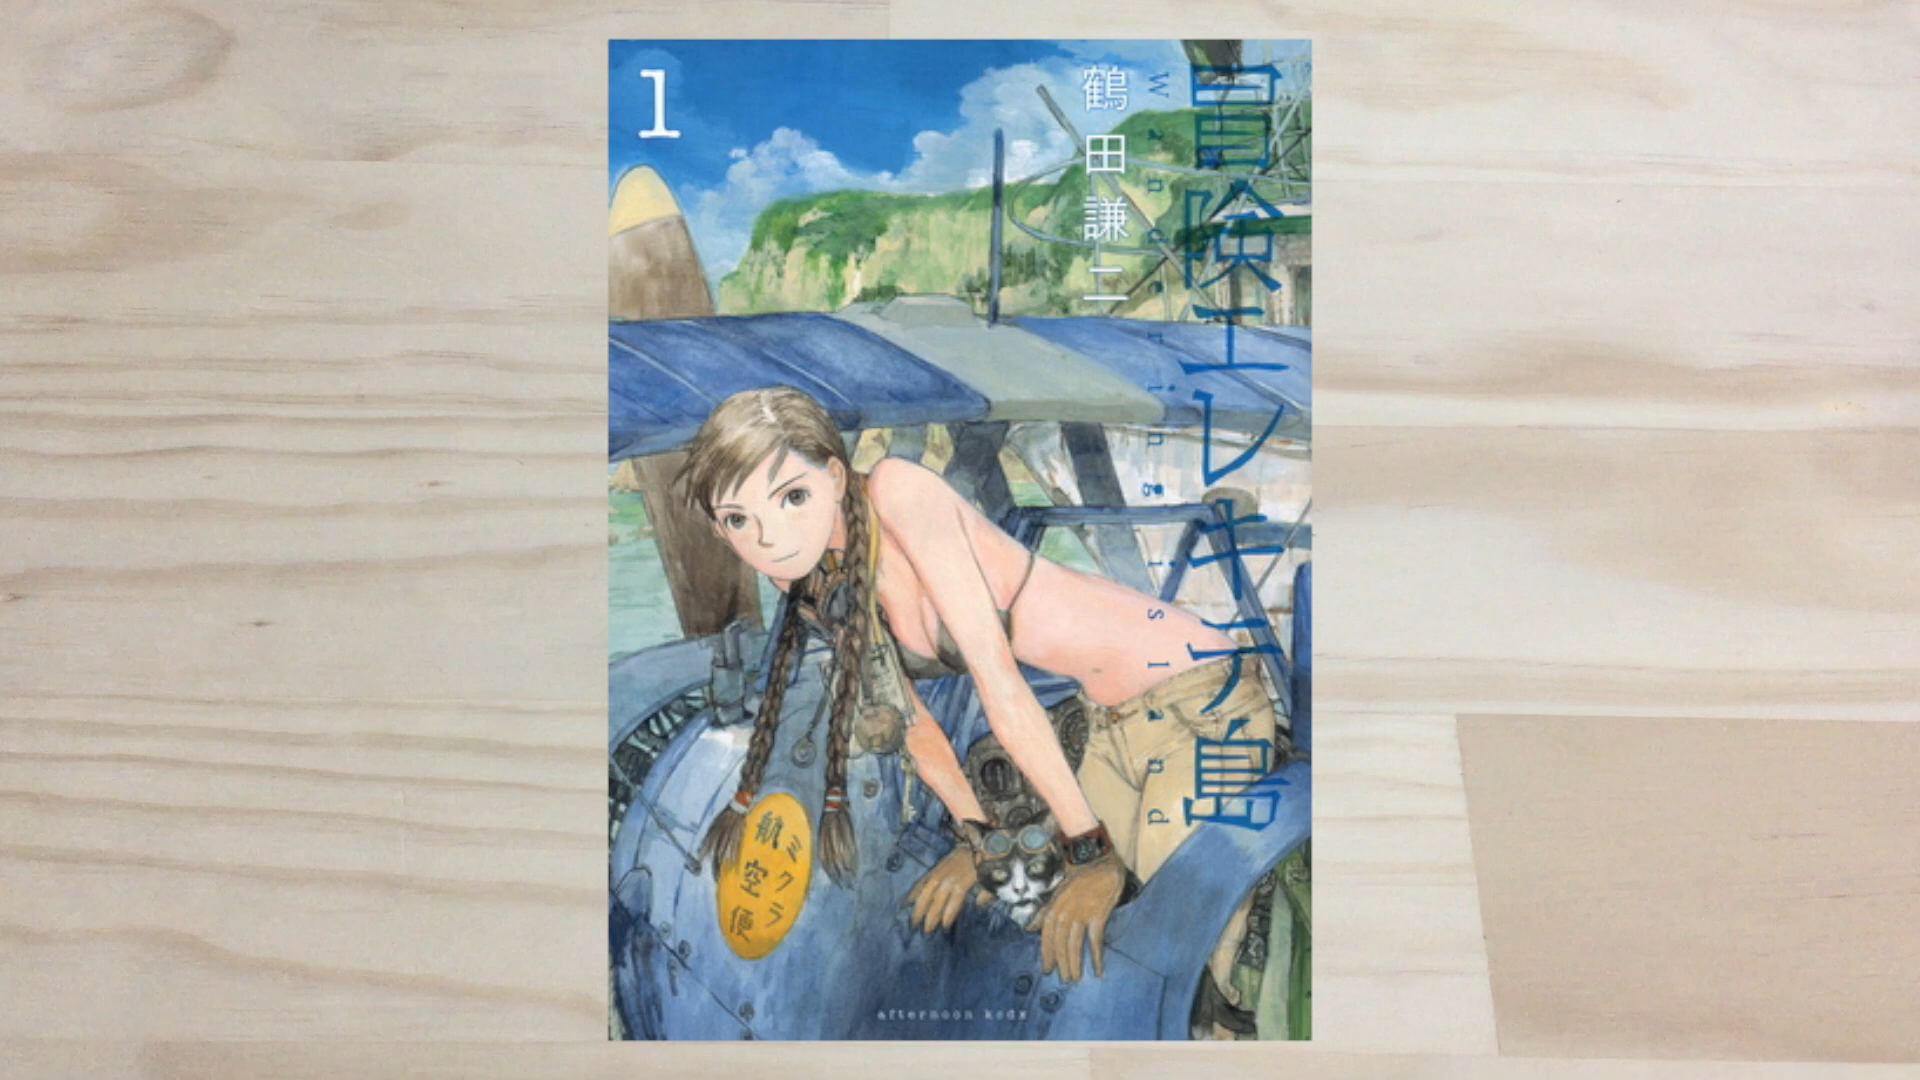 1
冒険エレキテ島
Wandering island
鶴田謙二
ミクラ
航空便
afternoon kcdx